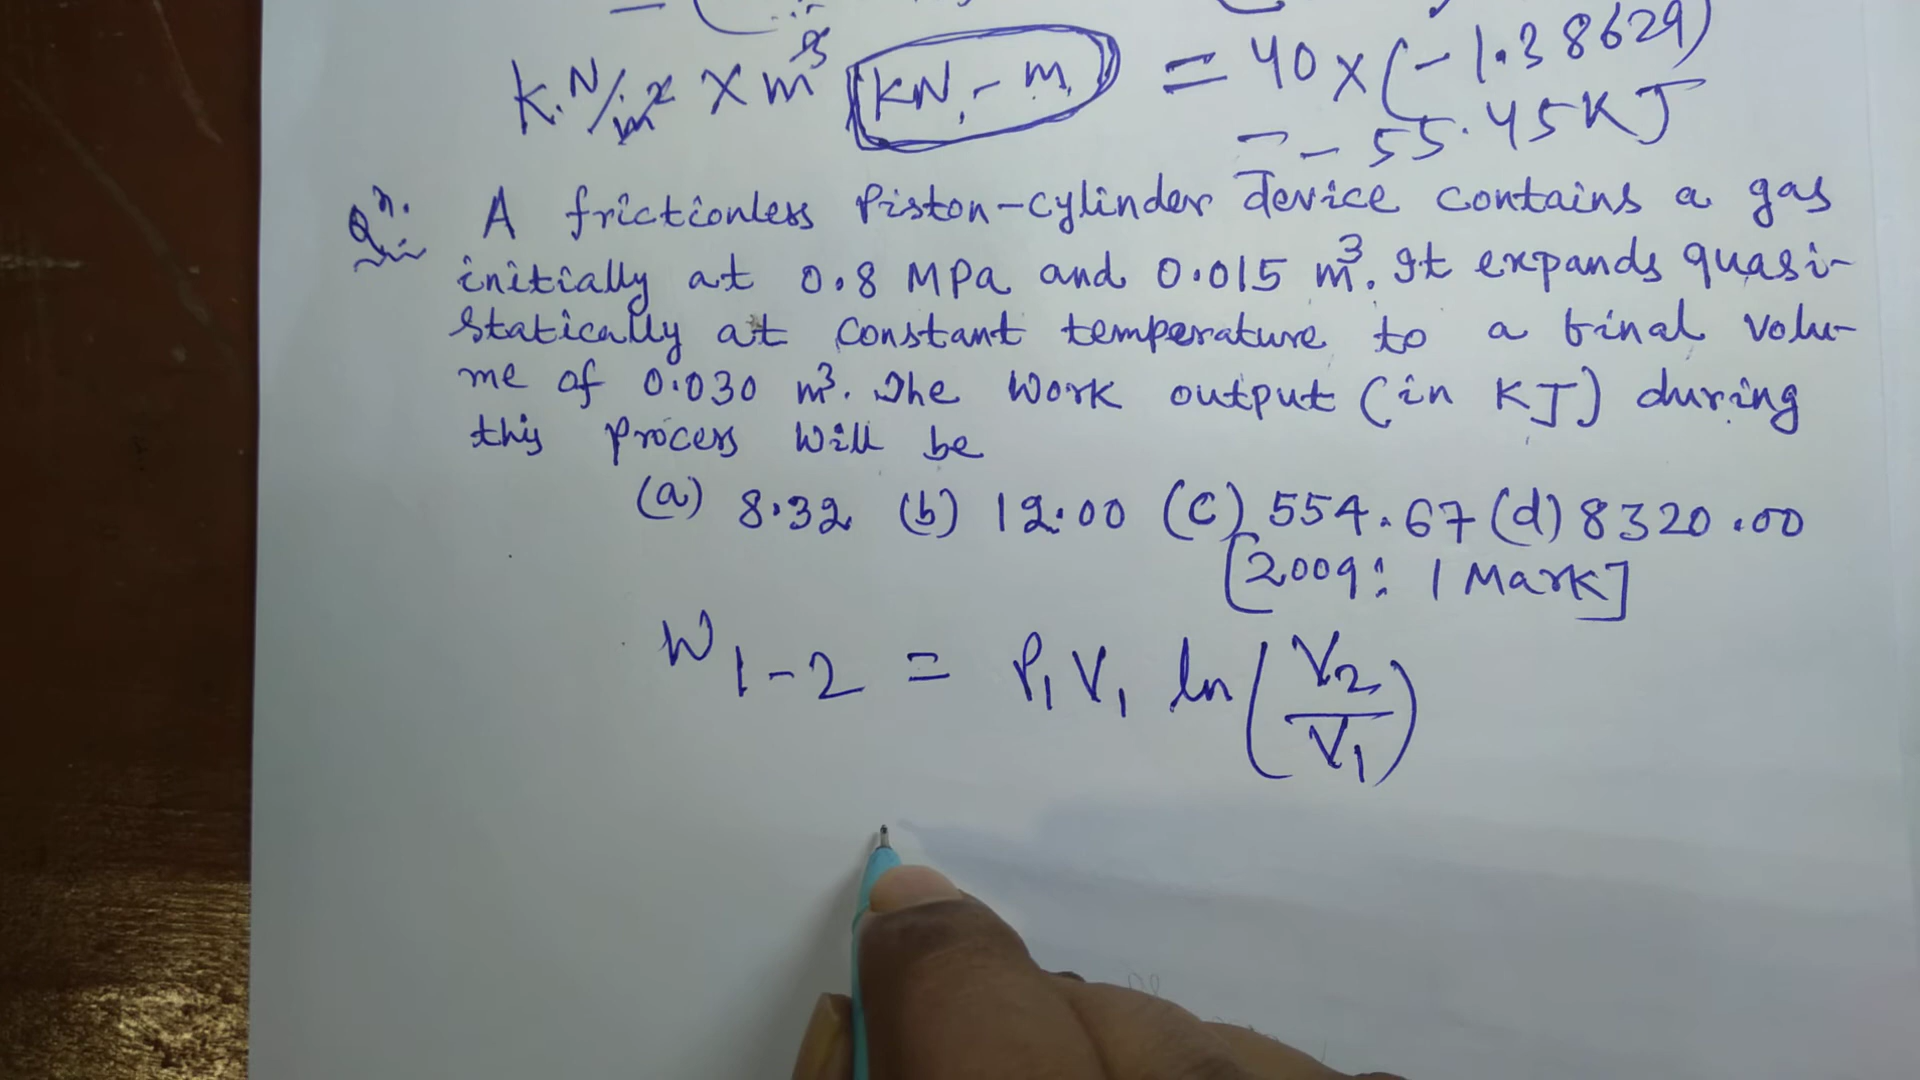 k.N/m² × m³ KN-m = 40 × (-1.38629)
= - 55.45 KJ
Qn. A frictionless Piston-cylinder Device contains a gas
initially at 0.8 MPa and 0.015 m³. It expands quasi-
statically at constant temperature to a final volu-
me of 0.030 m³. The work output (in KJ) during
this process will be
(a) 8.32 (b) 12.00 (c) 554.67 (d) 8320.00
[2009: 1 Mark]
W₁₋₂ = P₁V₁ ln(V₂/V₁)